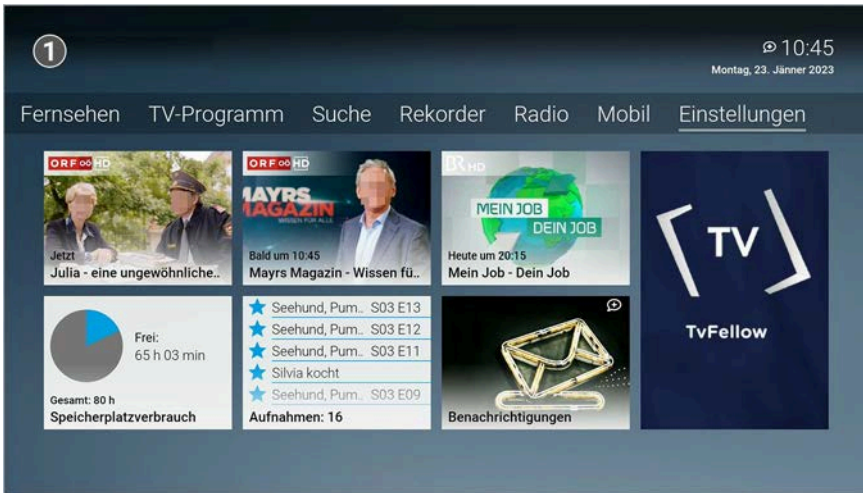 1
10:45
Montag, 23. Jänner 2023
Fernsehen TV-Programm Suche Rekorder Radio Mobil Einstellungen
ORF oö HD
MAYRS
MAGAZIN
WISSEN FÜR ALLE
BR HD
MEIN JOB
DEIN JOB
Jetzt
Julia - eine ungewöhnliche..
Bald um 10:45
Mayrs Magazin - Wissen fü..
Heute um 20:15
Mein Job - Dein Job
ORF oö HD
TV
TvFellow
Frei:
65 h 03 min
Gesamt: 80 h
Speicherplatzverbrauch
Seehund, Pum.. S03 E13
Seehund, Pum.. S03 E12
Seehund, Pum.. S03 E11
Silvia kocht
Seehund, Pum.. S03 E09
Aufnahmen: 16
Benachrichtigungen